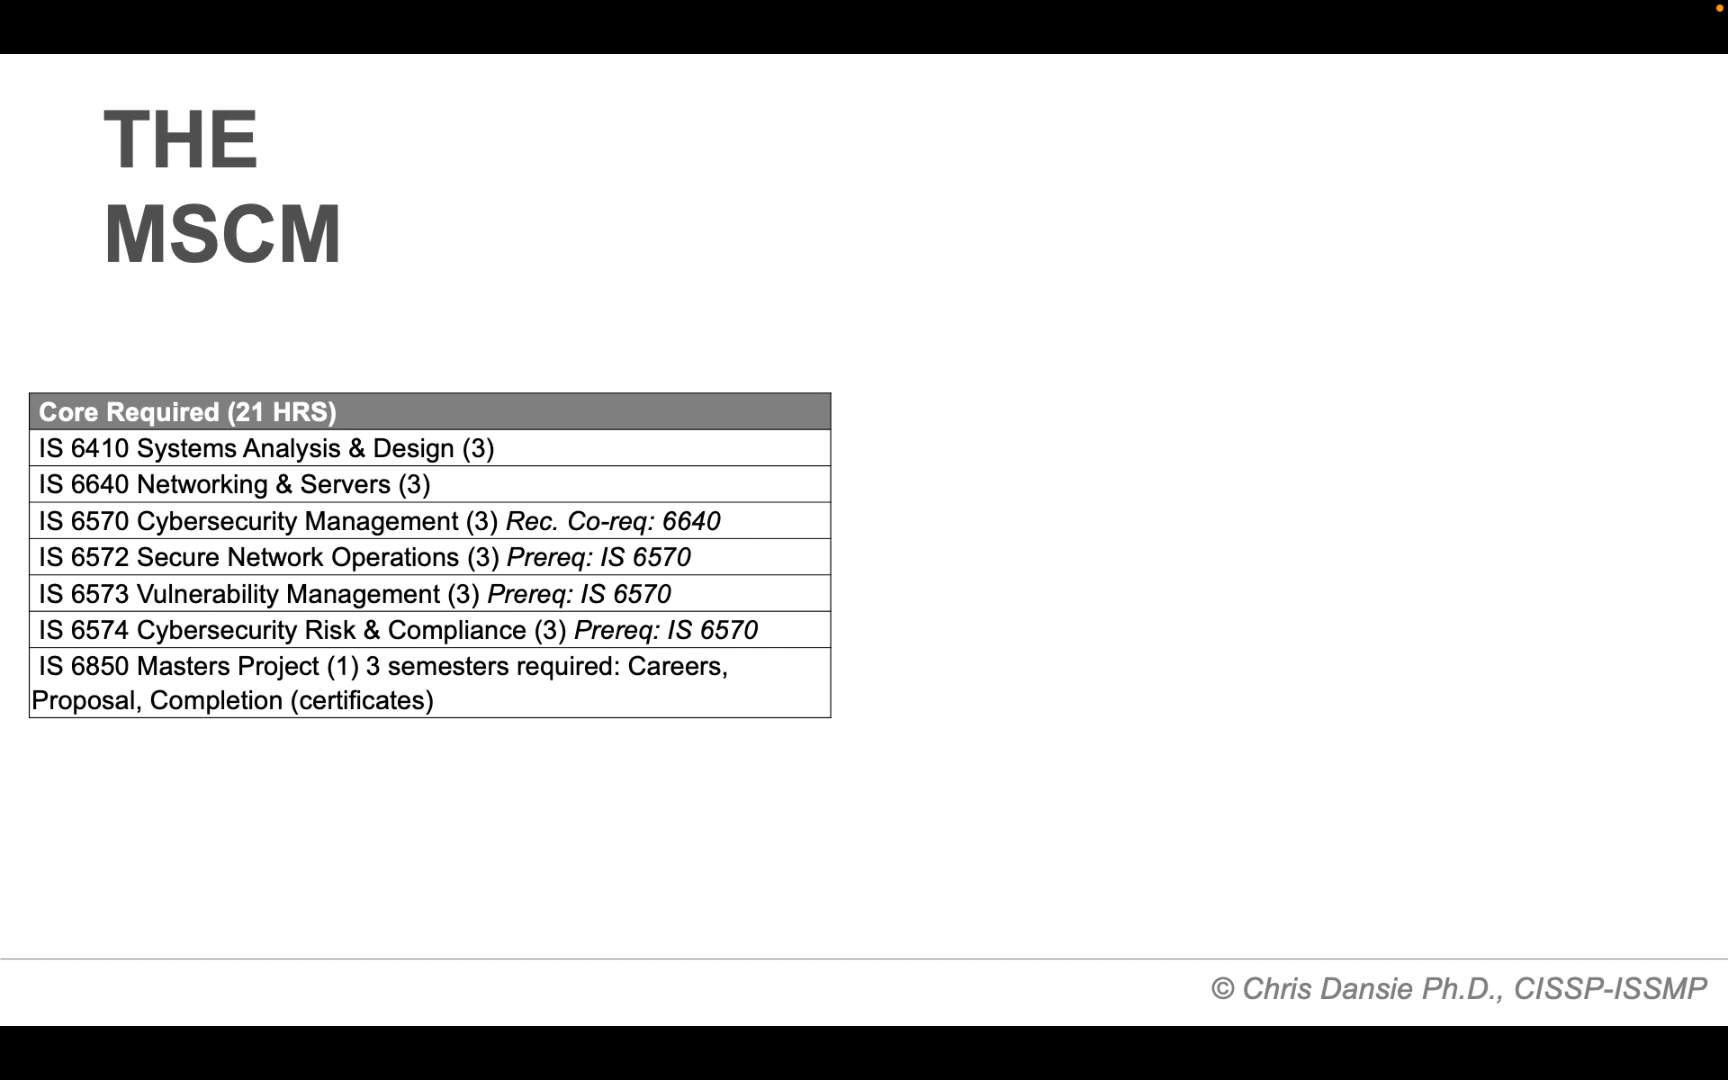 THE
MSCM
Core Required (21 HRS)
IS 6410 Systems Analysis & Design (3)
IS 6640 Networking & Servers (3)
IS 6570 Cybersecurity Management (3) Rec. Co-req: 6640
IS 6572 Secure Network Operations (3) Prereq: IS 6570
IS 6573 Vulnerability Management (3) Prereq: IS 6570
IS 6574 Cybersecurity Risk & Compliance (3) Prereq: IS 6570
IS 6850 Masters Project (1) 3 semesters required: Careers,
Proposal, Completion (certificates)
© Chris Dansie Ph.D., CISSP-ISSMP